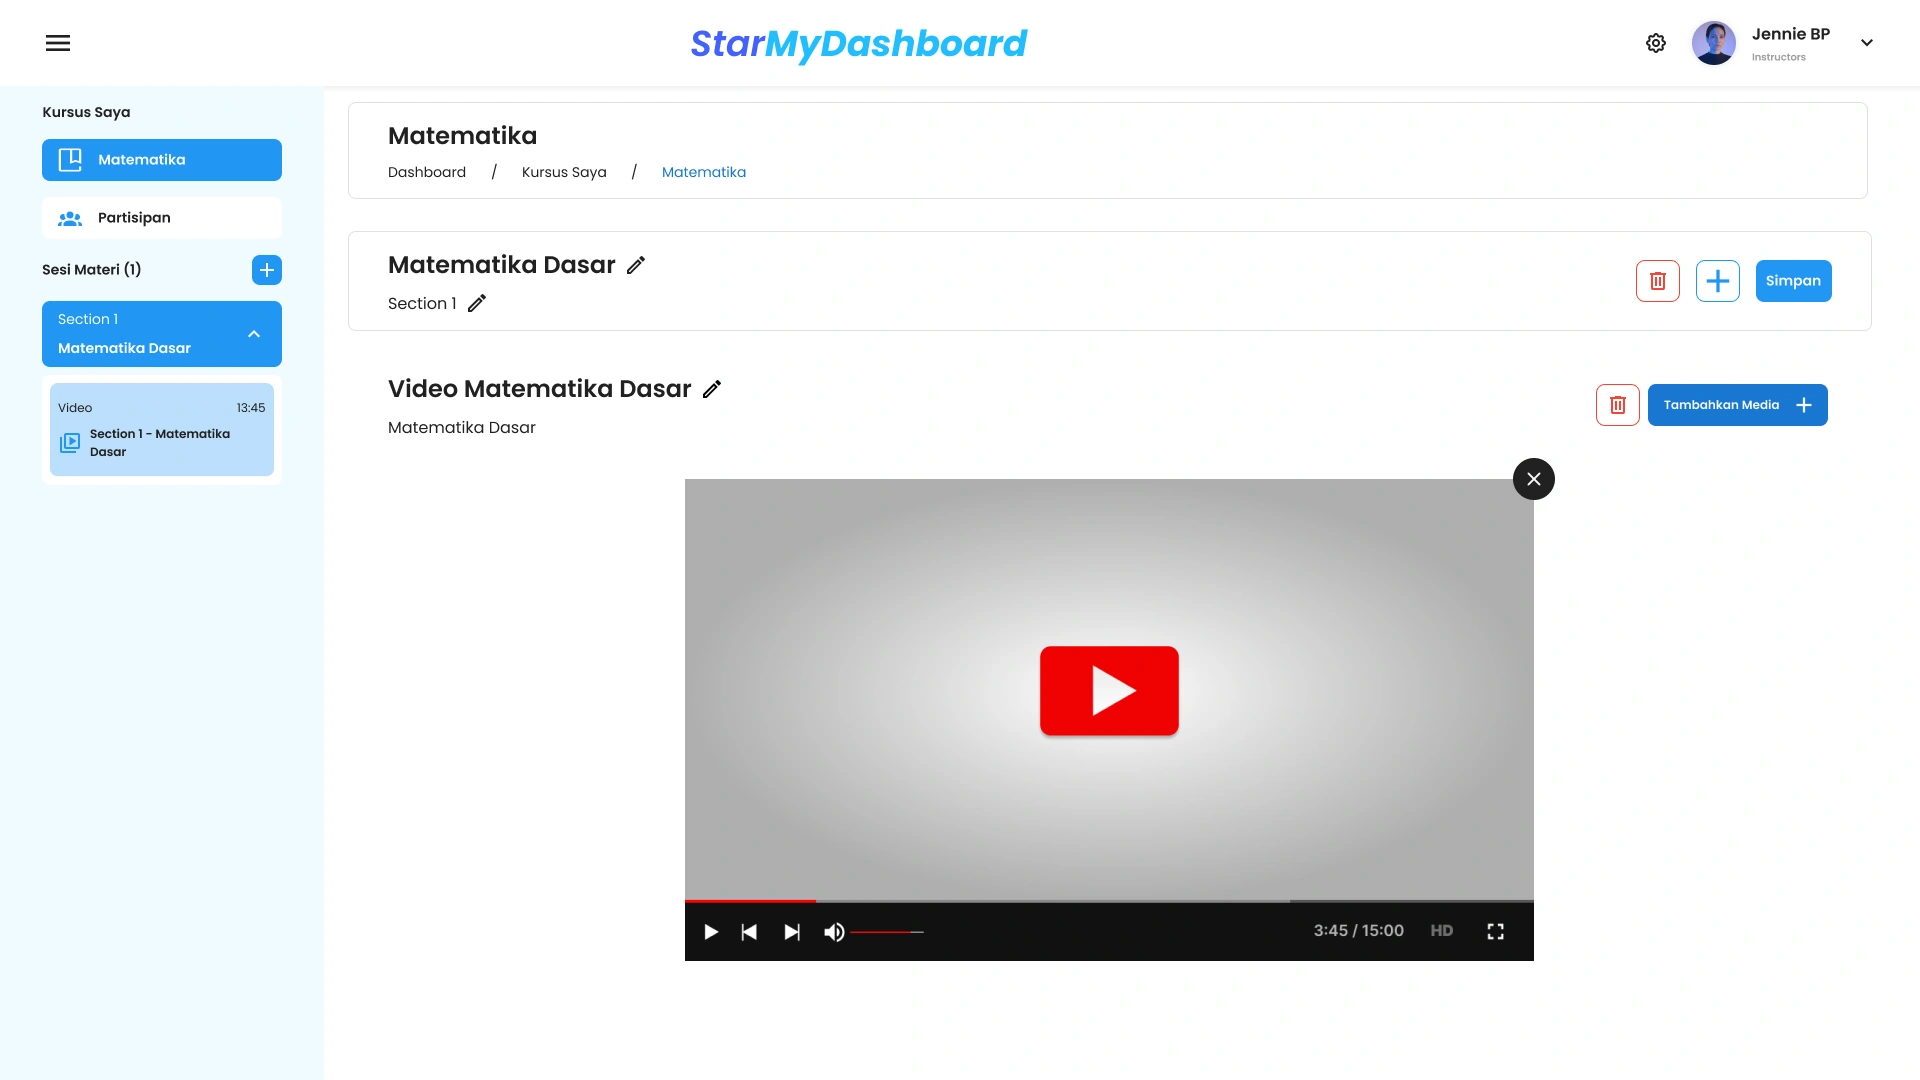 StarMyDashboard
Jennie BP
Instructors
Kursus Saya
Matematika
Partisipan
Sesi Materi (1)
Section 1
Matematika Dasar
Video 13:45
Section 1 - Matematika
Dasar
Matematika
Dashboard / Kursus Saya / Matematika
Matematika Dasar
Section 1
Simpan
Video Matematika Dasar
Matematika Dasar
Tambahkan Media
3:45 / 15:00 HD